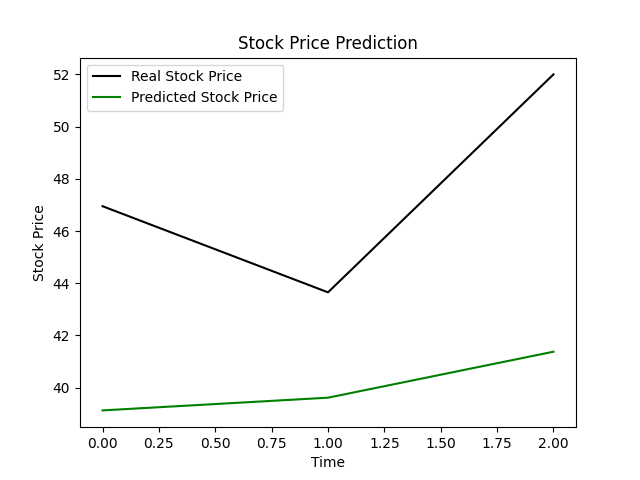 Stock Price Prediction
Real Stock Price
Predicted Stock Price
52
50
48
46
44
42
40
Stock Price
0.00 0.25 0.50 0.75 1.00 1.25 1.50 1.75 2.00
Time